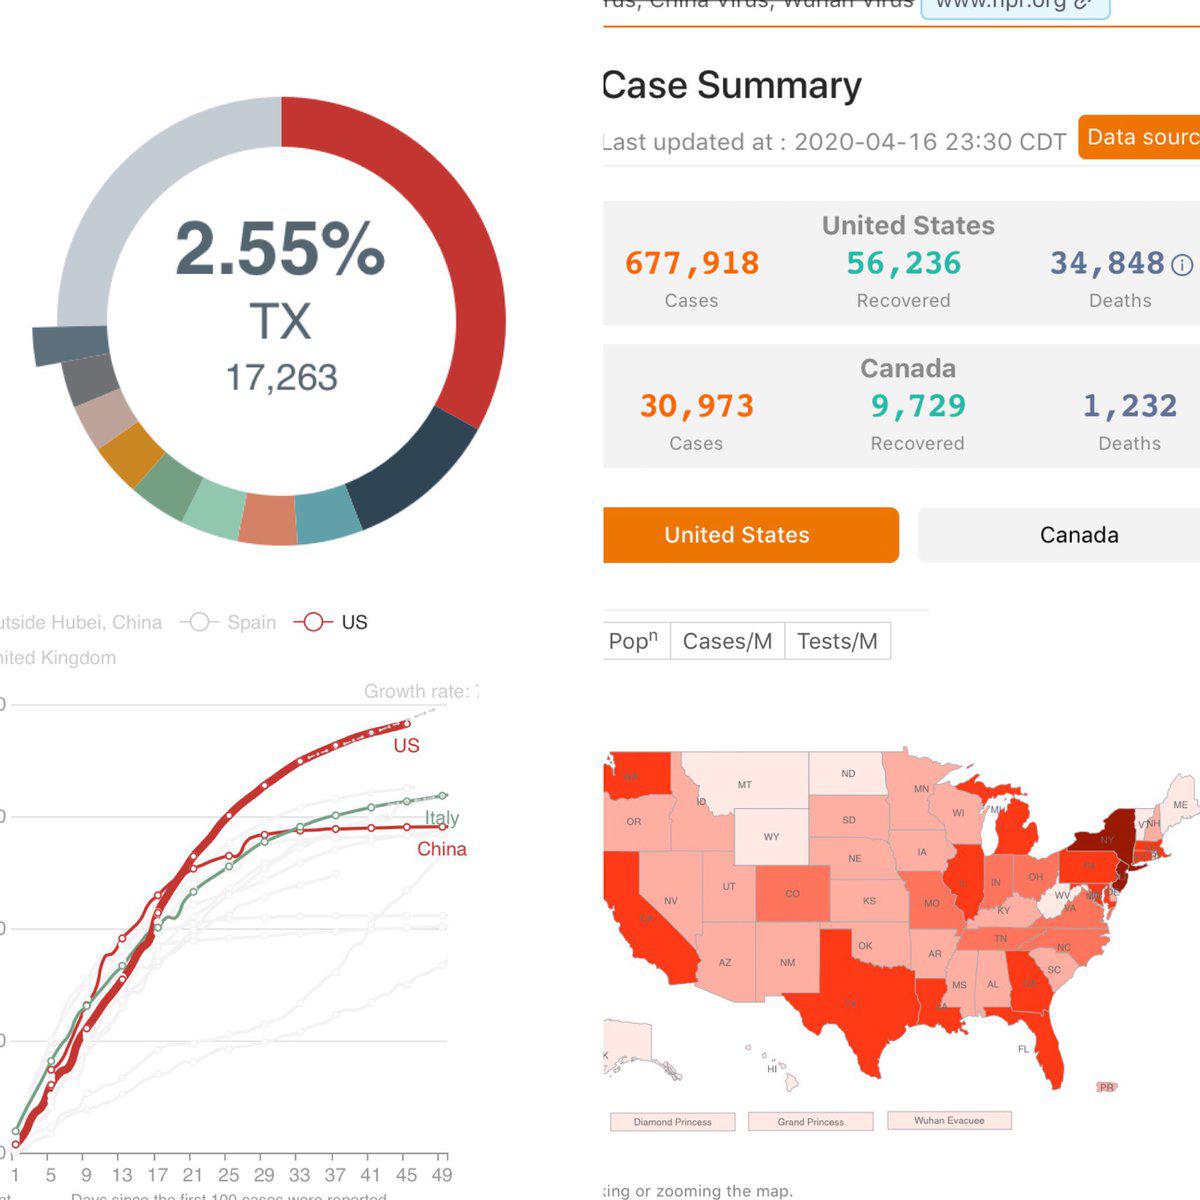 2.55%
TX
17,263
utside Hubei, China Spain US
nited Kingdom
Growth rate:
US
Italy
China
1 5 9 13 17 21 25 29 33 37 41 45 49
Days since the first 100 cases were reported
rus, China Virus, Wuhan Virus www.npr.org
Case Summary
Last updated at : 2020-04-16 23:30 CDT Data sourc
United States
677,918 56,236 34,848
Cases Recovered Deaths
Canada
30,973 9,729 1,232
Cases Recovered Deaths
United States Canada
Popⁿ Cases/M Tests/M
WA MT ND MN ME
ID WI MI VT NH
OR SD NY
WY IA PA
NE
NV UT CO IL IN OH
KS MO WV VA
CA KY
AZ NM OK AR TN NC
MS AL GA SC
TX LA
FL
K HI PR
Diamond Princess Grand Princess Wuhan Evacuee
king or zooming the map.